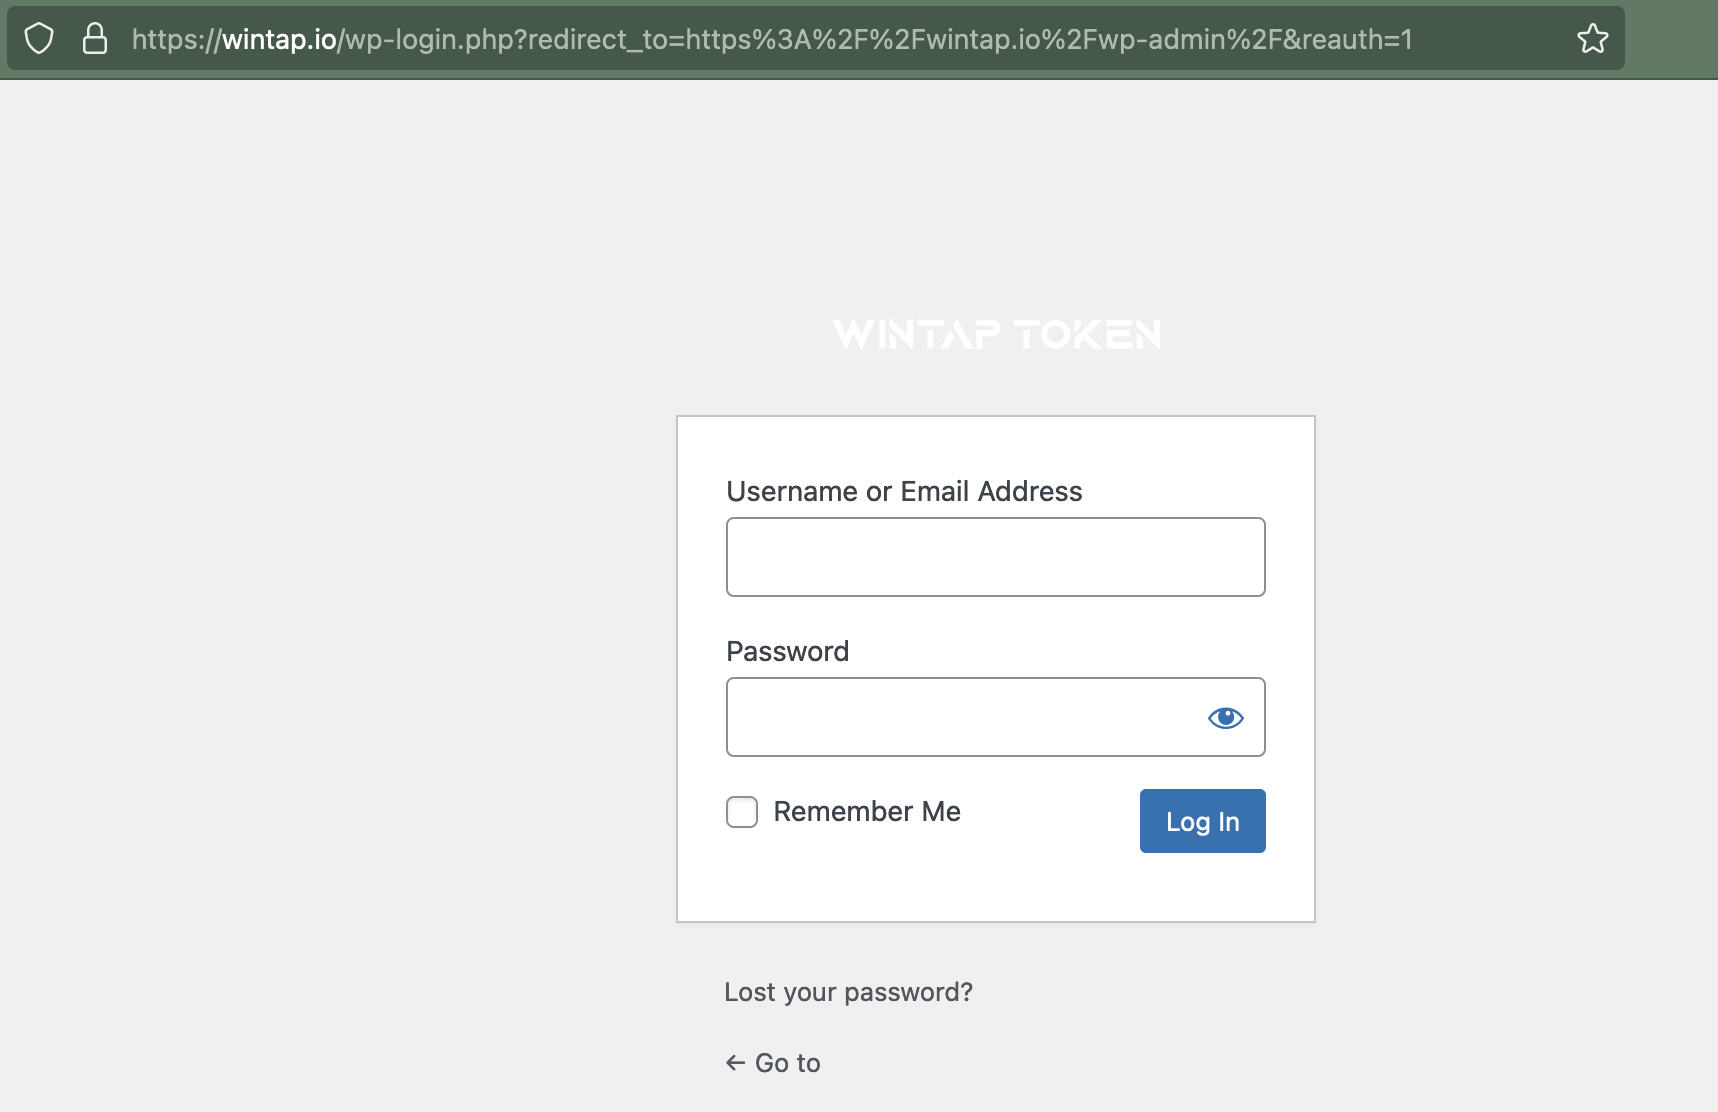 https://wintap.io/wp-login.php?redirect_to=https%3A%2F%2Fwintap.io%2Fwp-admin%2F&reauth=1
WINTAP TOKEN
Username or Email Address
Password
Remember Me
Log In
Lost your password?
← Go to